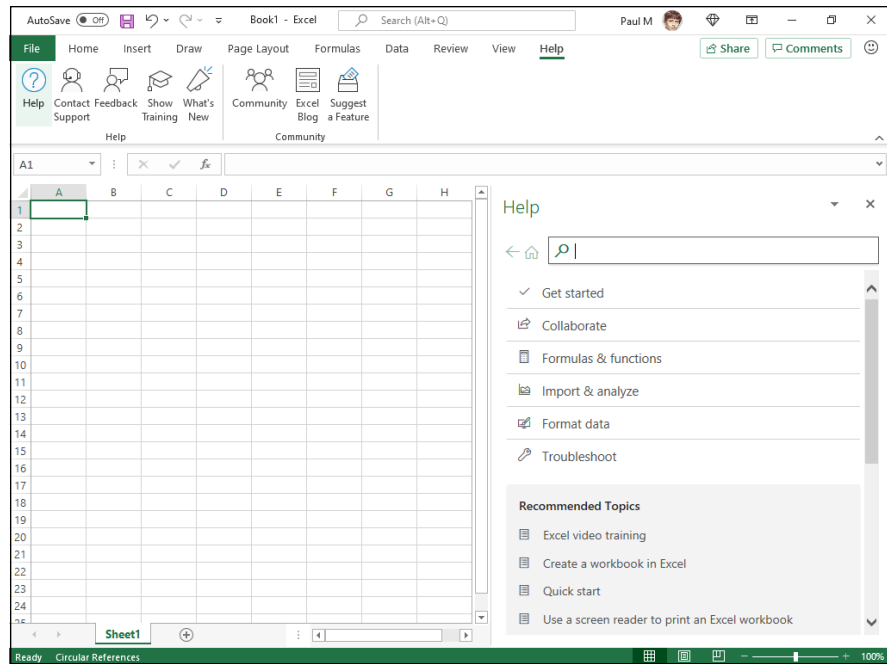 AutoSave Off Book1 - Excel Search (Alt+Q) Paul M
File Home Insert Draw Page Layout Formulas Data Review View Help Share Comments
Help Contact Support Feedback Show Training What's New Community Excel Blog Suggest a Feature
Help Community
A1 fx
A B C D E F G H
1
2
3
4
5
6
7
8
9
10
11
12
13
14
15
16
17
18
19
20
21
22
23
24
25
Help
Get started
Collaborate
Formulas & functions
Import & analyze
Format data
Troubleshoot
Recommended Topics
Excel video training
Create a workbook in Excel
Quick start
Use a screen reader to print an Excel workbook
Sheet1
Ready Circular References 100%